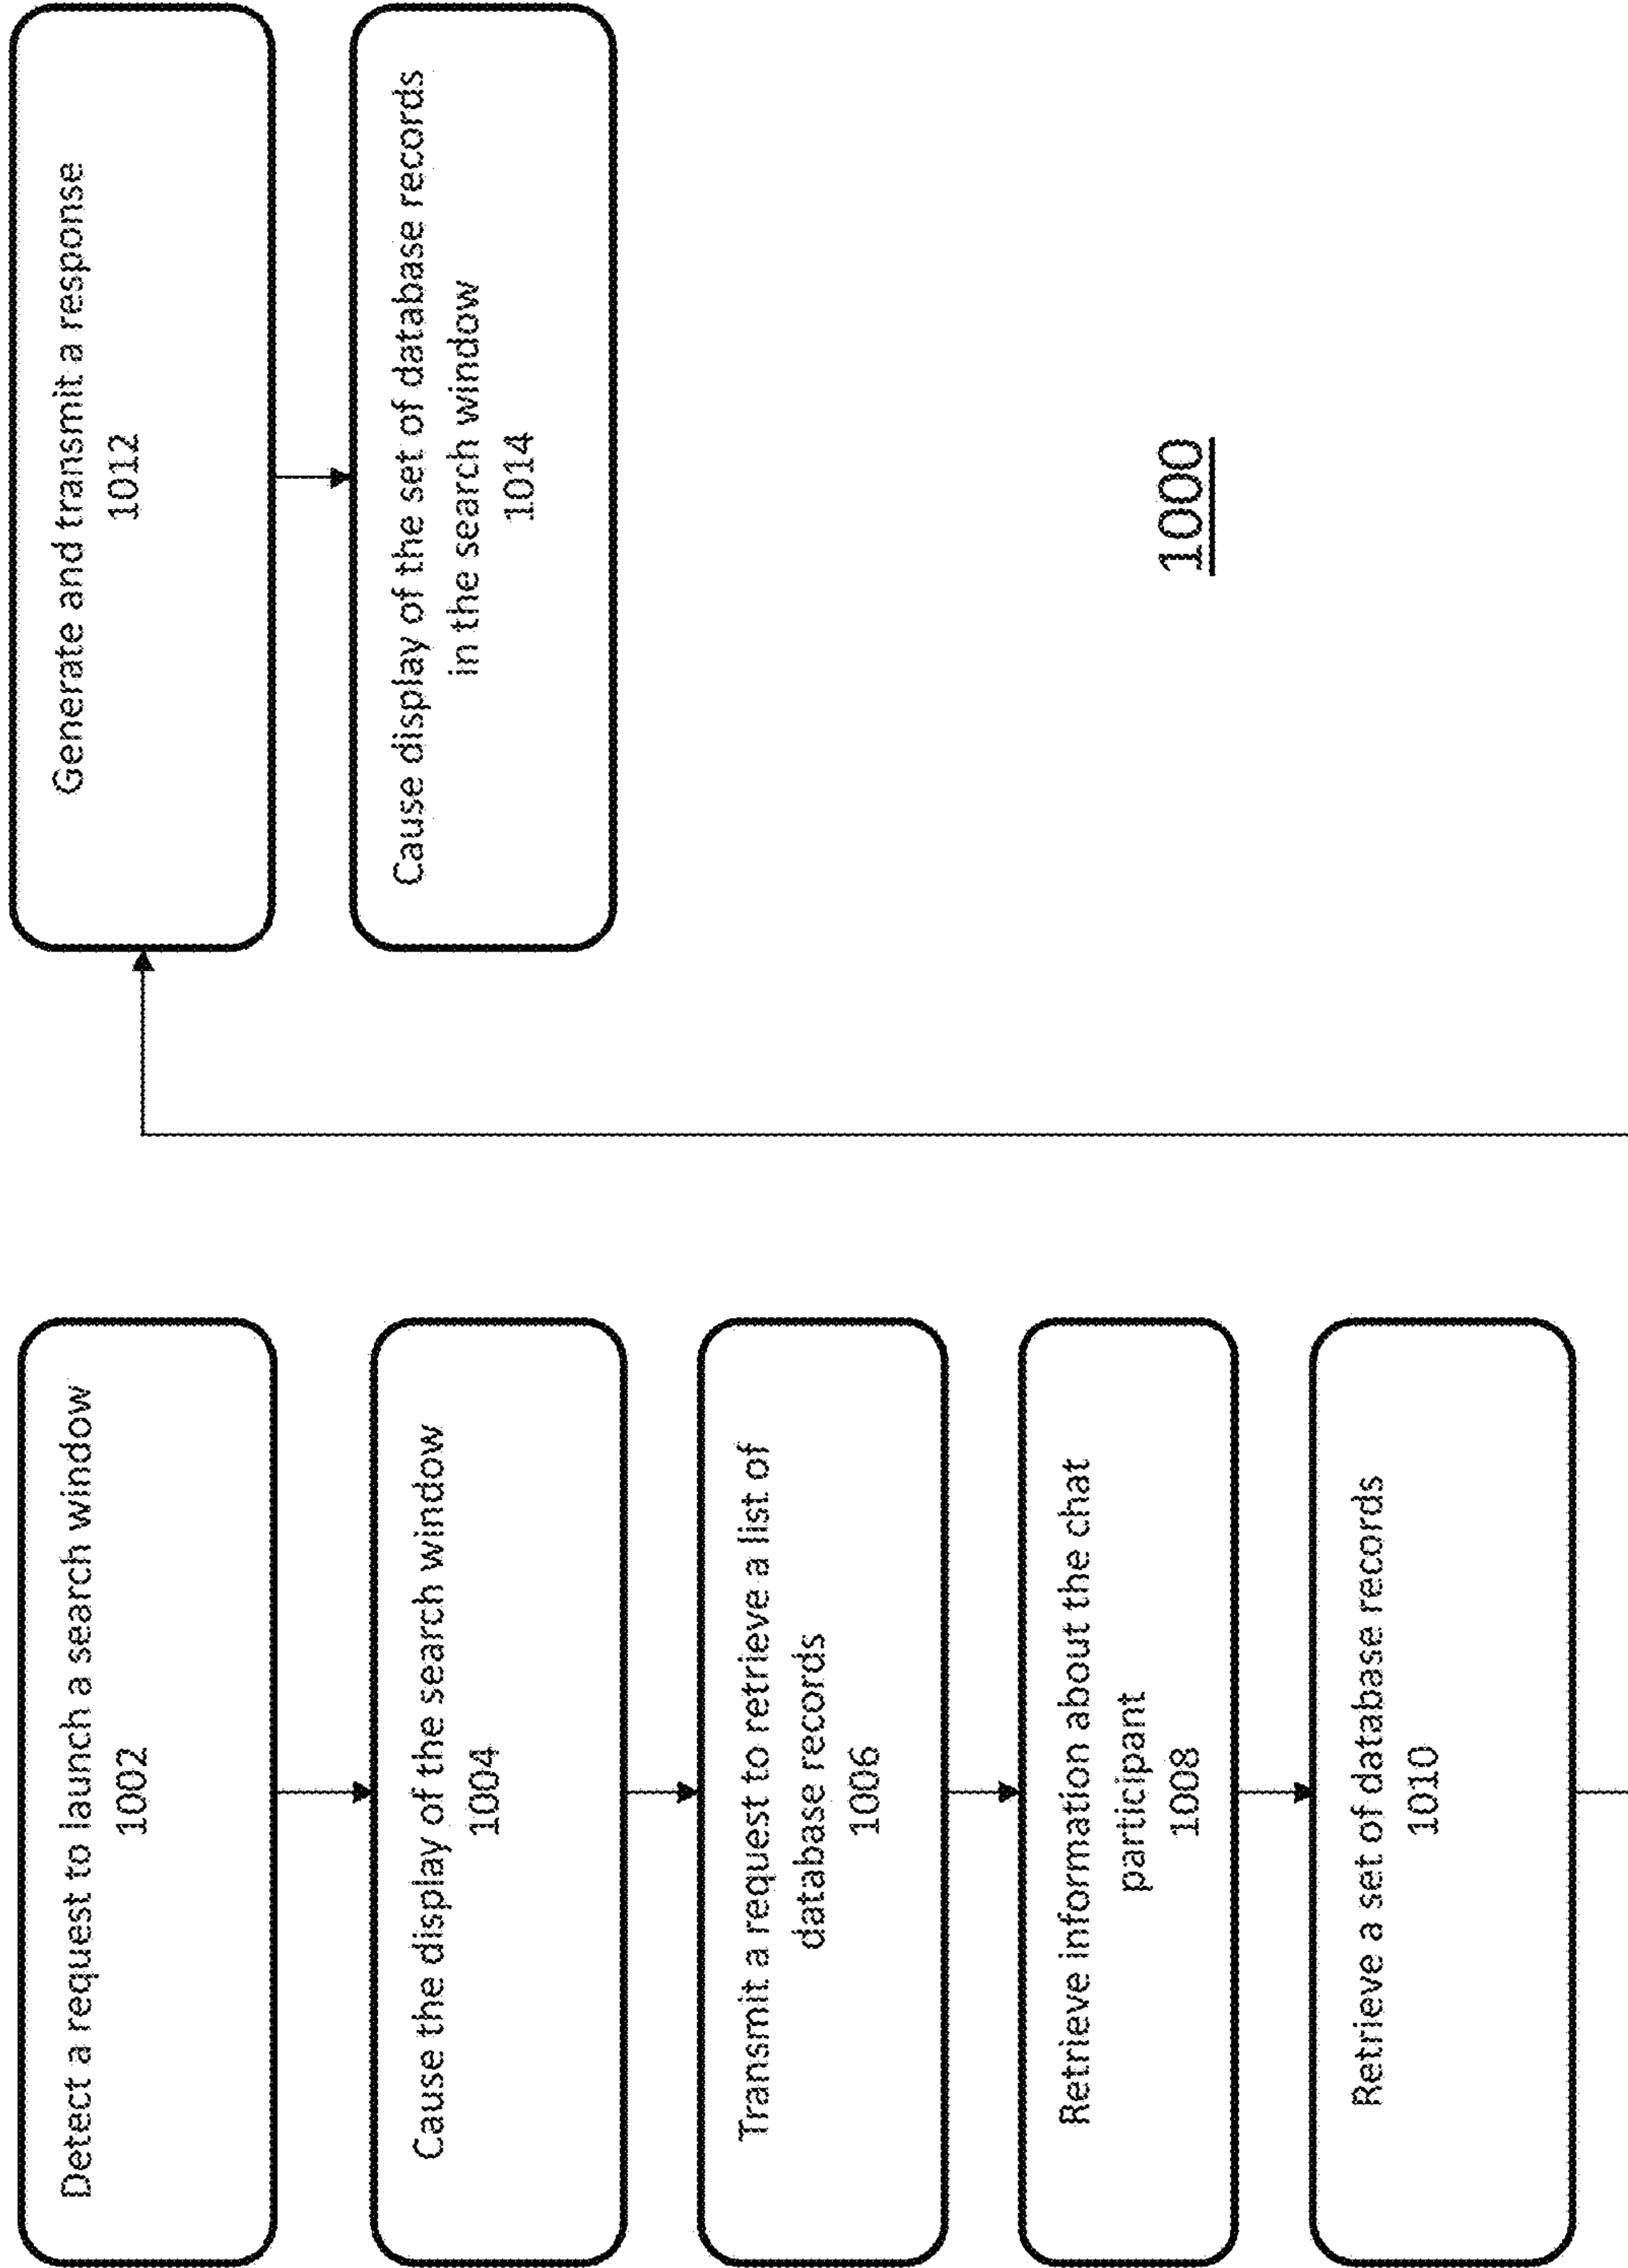 Detect a request to launch a search window
1002
Cause the display of the search window
1004
Transmit a request to retrieve a list of
database records
1006
Retrieve information about the chat
participant
1008
Retrieve a set of database records
1010
Generate and transmit a response
1012
Cause display of the set of database records
in the search window
1014
1000